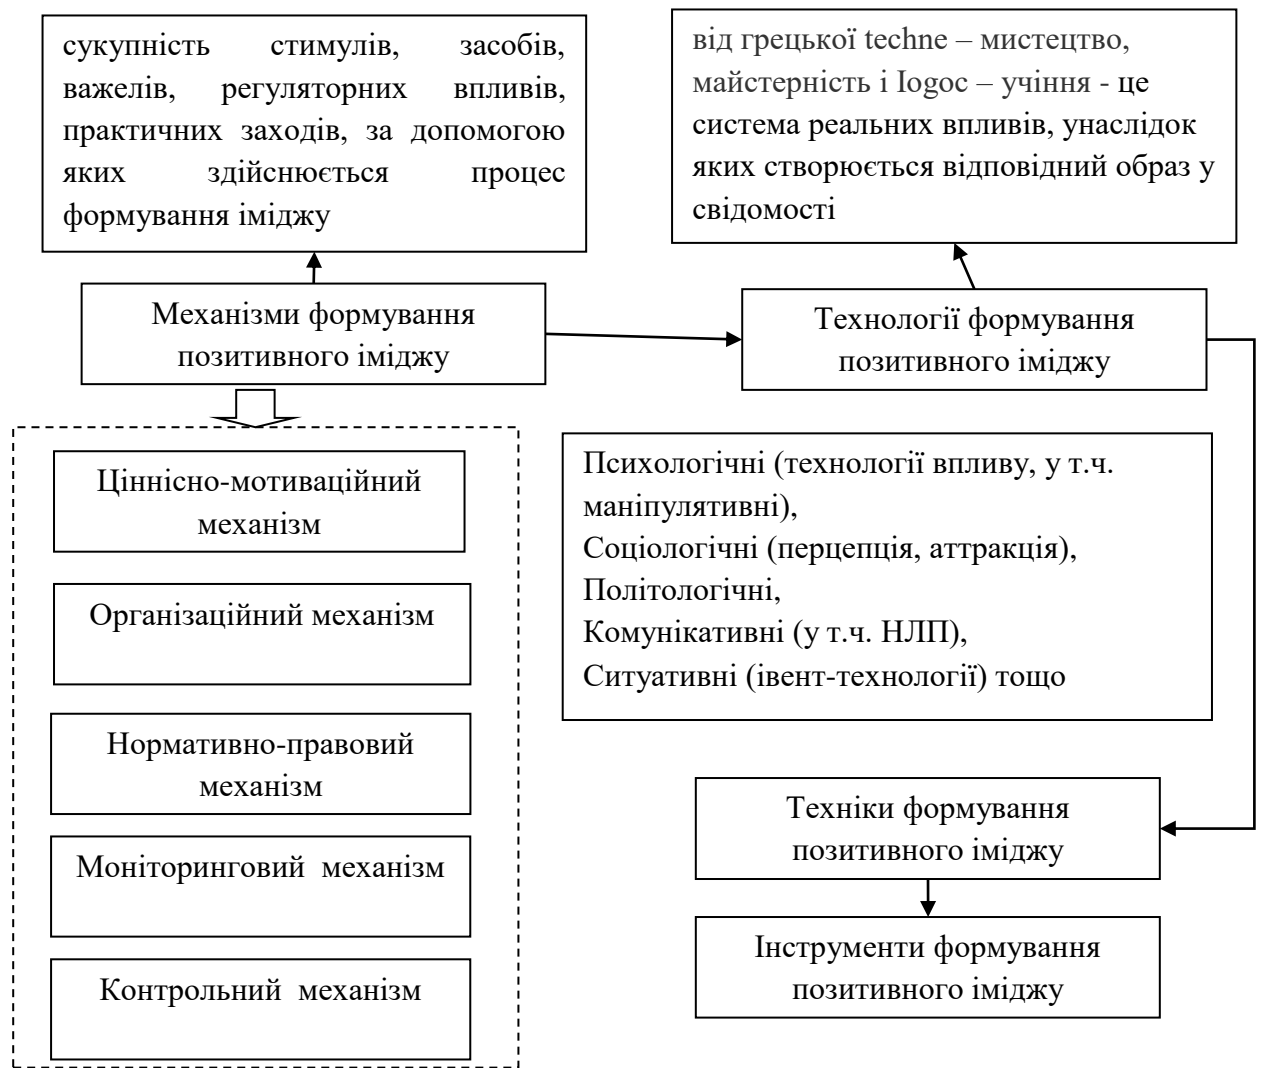 сукупність стимулів, засобів,
важелів, регуляторних впливів,
практичних заходів, за допомогою
яких здійснюється процес
формування іміджу
від грецької techne – мистецтво,
майстерність і Iogoc – учіння - це
система реальних впливів, унаслідок
яких створюється відповідний образ у
свідомості
Механізми формування
позитивного іміджу
Технології формування
позитивного іміджу
Ціннісно-мотиваційний
механізм
Організаційний механізм
Нормативно-правовий
механізм
Моніторинговий механізм
Контрольний механізм
Психологічні (технології впливу, у т.ч.
маніпулятивні),
Соціологічні (перцепція, аттракція),
Політологічні,
Комунікативні (у т.ч. НЛП),
Ситуативні (івент-технології) тощо
Техніки формування
позитивного іміджу
Інструменти формування
позитивного іміджу